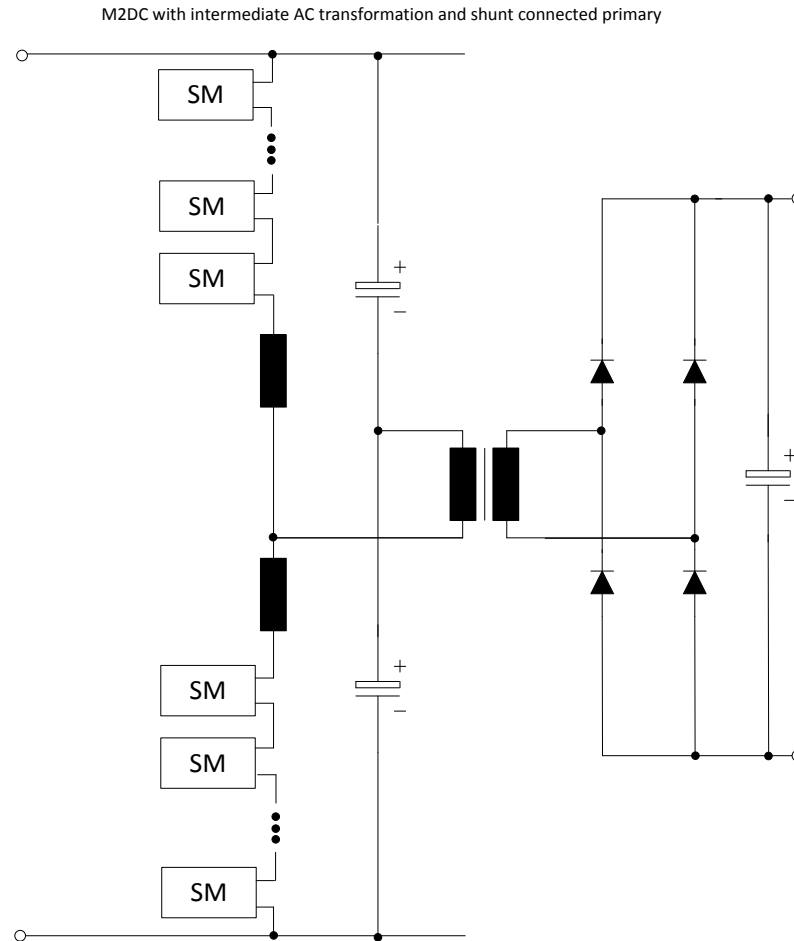 M2DC with intermediate AC transformation and shunt connected primary
SM
SM
SM
+
−
+
−
SM
+
−
SM
SM